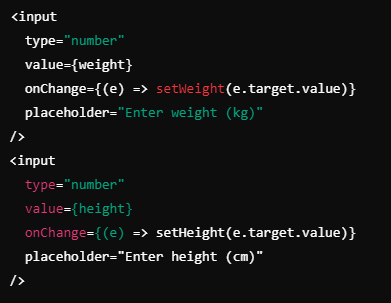 <input
type="number"
value={weight}
onChange={(e) => setWeight(e.target.value)}
placeholder="Enter weight (kg)"
/>
<input
type="number"
value={height}
onChange={(e) => setHeight(e.target.value)}
placeholder="Enter height (cm)"
/>